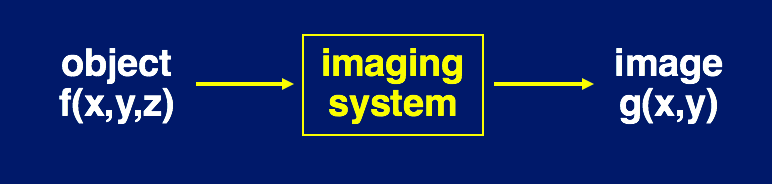 object
f(x,y,z)
imaging
system
image
g(x,y)